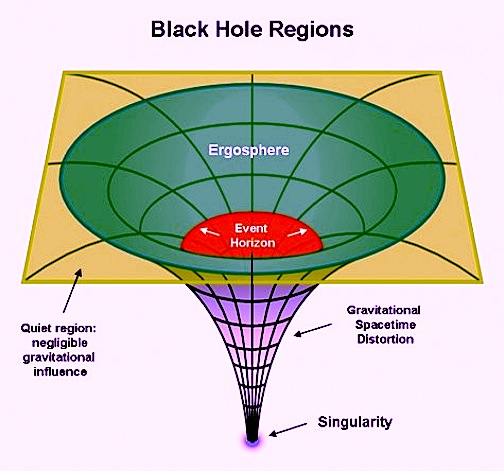 Black Hole Regions
Ergosphere
Event
Horizon
Quiet region:
negligible
gravitational
influence
Gravitational
Spacetime
Distortion
Singularity